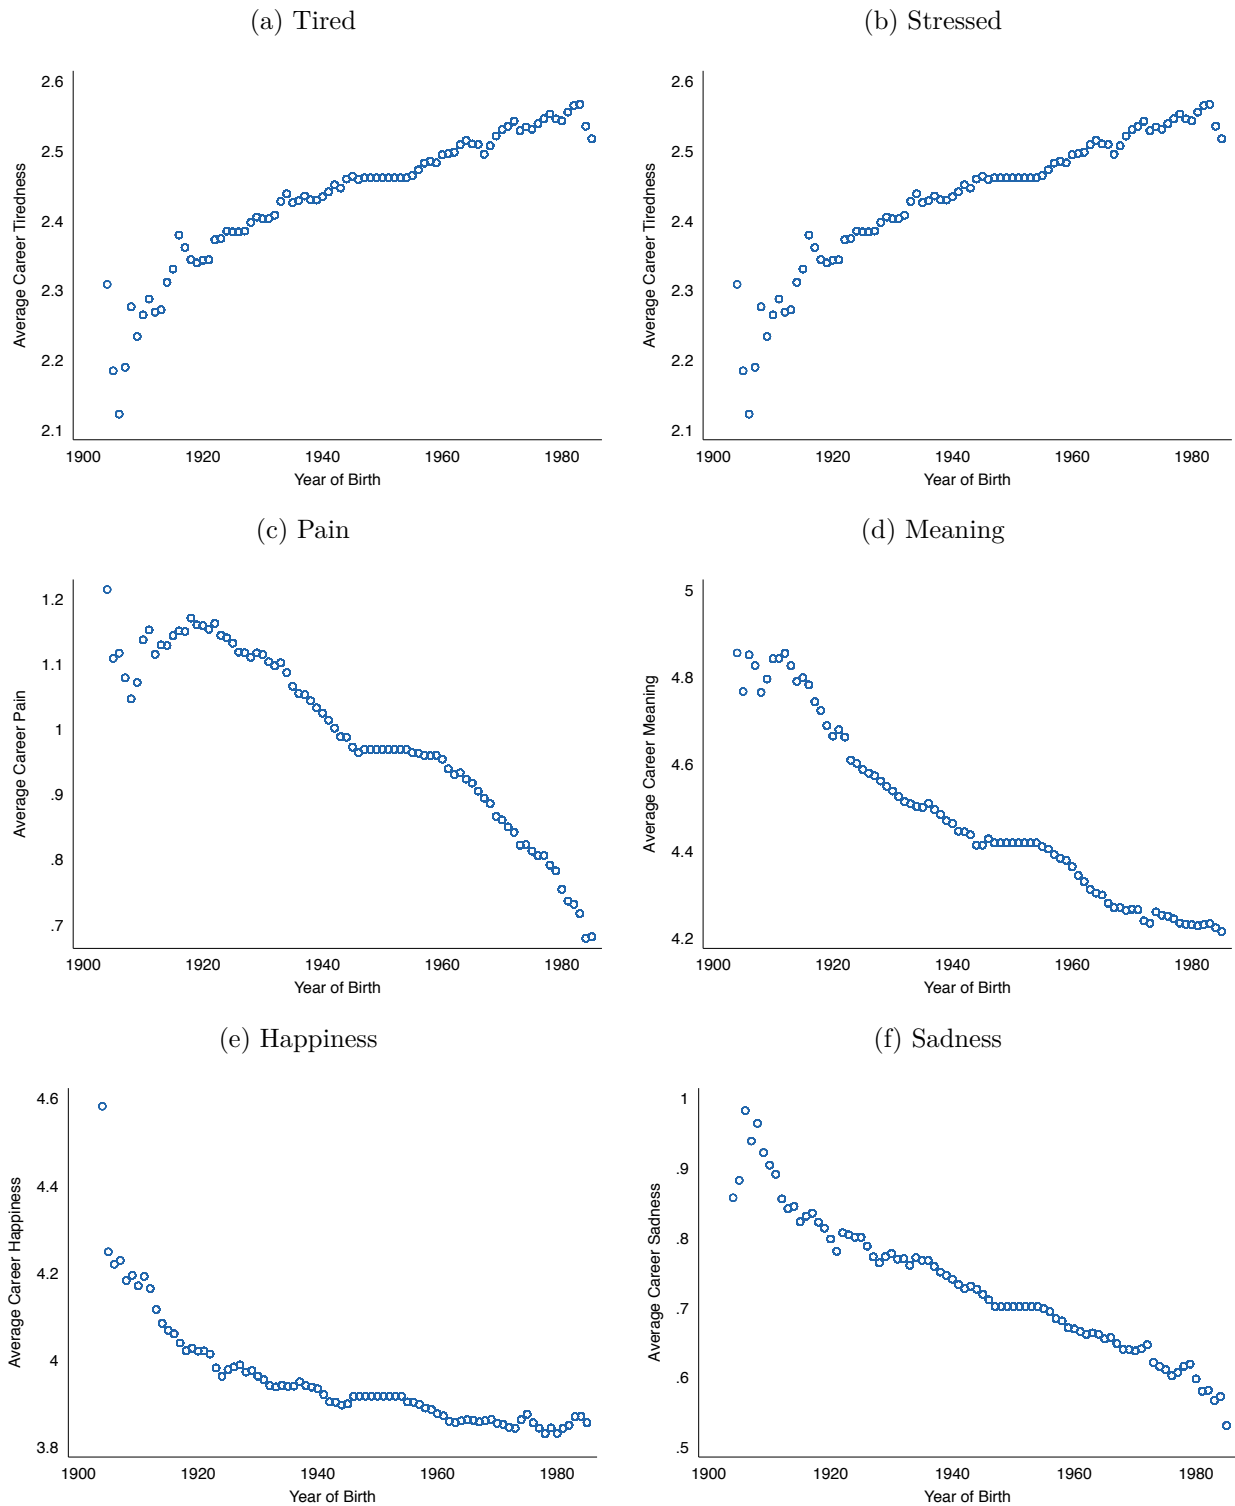 (a) Tired
2.6
2.5
2.4
2.3
2.2
2.1
Average Career Tiredness
1900 1920 1940 1960 1980
Year of Birth
(b) Stressed
2.6
2.5
2.4
2.3
2.2
2.1
Average Career Tiredness
1900 1920 1940 1960 1980
Year of Birth
(c) Pain
1.2
1.1
1
.9
.8
.7
Average Career Pain
1900 1920 1940 1960 1980
Year of Birth
(d) Meaning
5
4.8
4.6
4.4
4.2
Average Career Meaning
1900 1920 1940 1960 1980
Year of Birth
(e) Happiness
4.6
4.4
4.2
4
3.8
Average Career Happiness
1900 1920 1940 1960 1980
Year of Birth
(f) Sadness
1
.9
.8
.7
.6
.5
Average Career Sadness
1900 1920 1940 1960 1980
Year of Birth